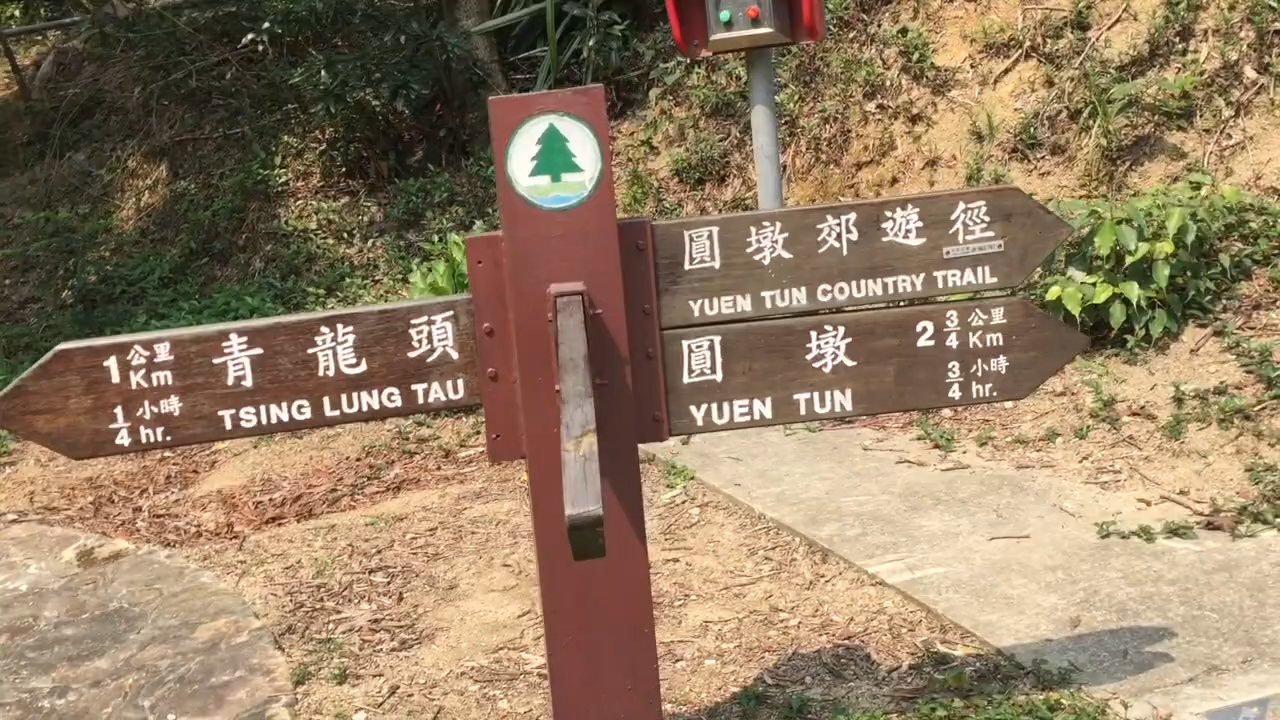 1 公里
Km
1/4 小時
hr.
青龍頭
TSING LUNG TAU
圓墩郊遊徑
YUEN TUN COUNTRY TRAIL
圓墩
YUEN TUN
2 3/4 公里
Km
3/4 小時
hr.